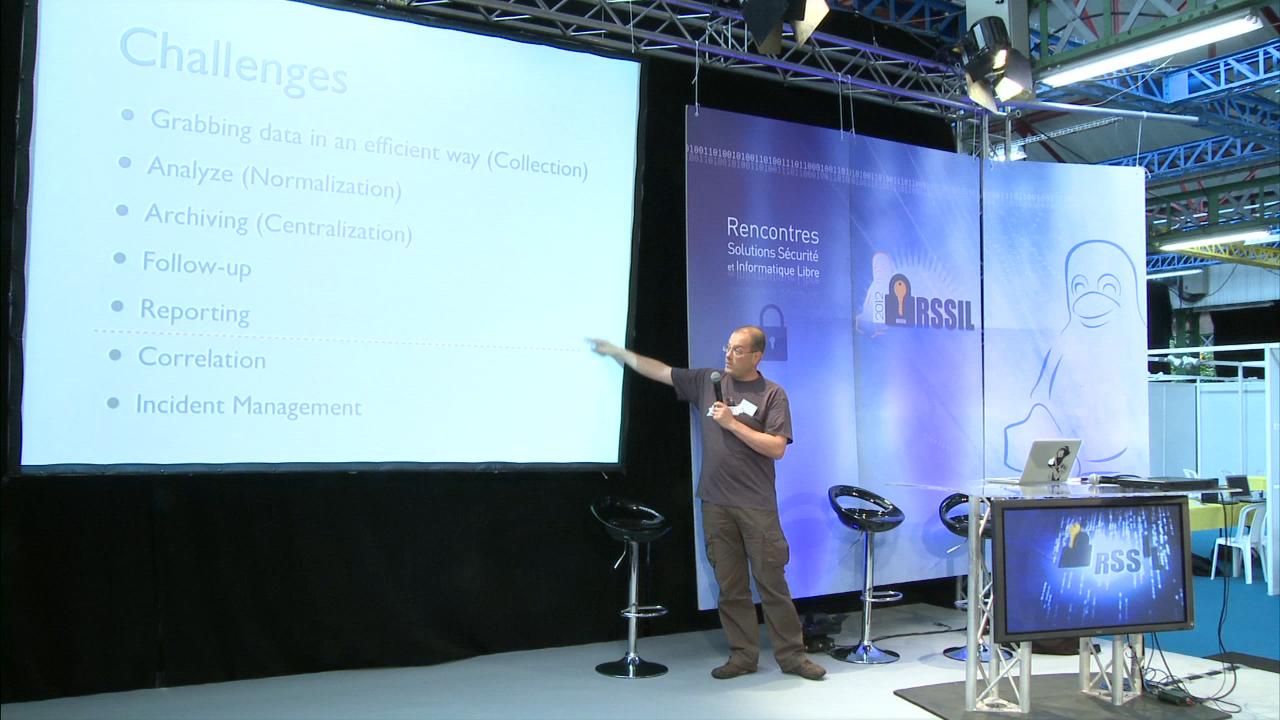 Challenges
Grabbing data in an efficient way (Collection)
Analyze (Normalization)
Archiving (Centralization)
Follow-up
Reporting
Correlation
Incident Management
Rencontres
Solutions Sécurité
et Informatique Libre
2012
RSSIL
RSSIL